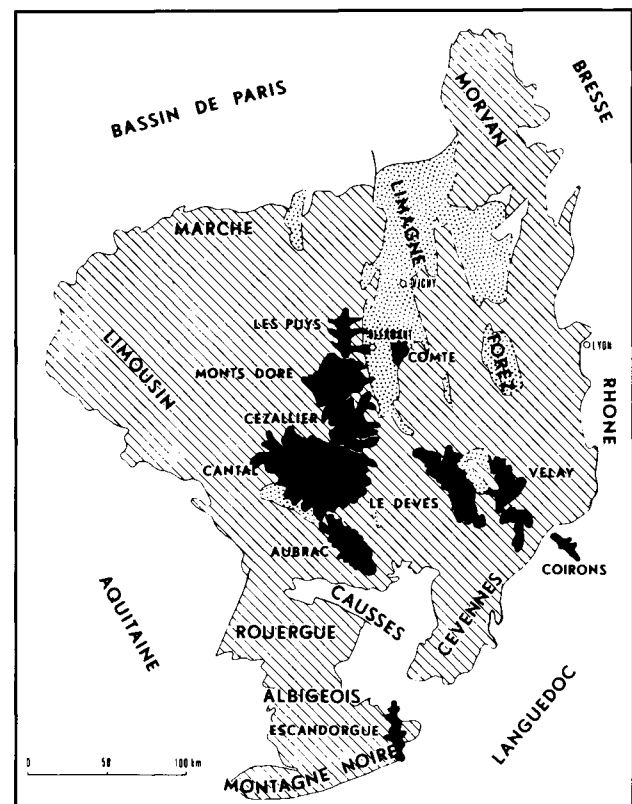 BASSIN DE PARIS
BRESSE
MORVAN
MARCHE
LIMAGNE
VICHY
LES PUYS
CLERMONT
COMTE
LYON
LIMOUSIN
MONTS DORE
FOREZ
RHONE
CEZALLIER
CANTAL
VELAY
LE DEVES
AUBRAC
COIRONS
AQUITAINE
CAUSSES
CEVENNES
ROUERGUE
ALBIGEOIS
LANGUEDOC
ESCANDORGUE
0 50 100 km
MONTAGNE NOIRE